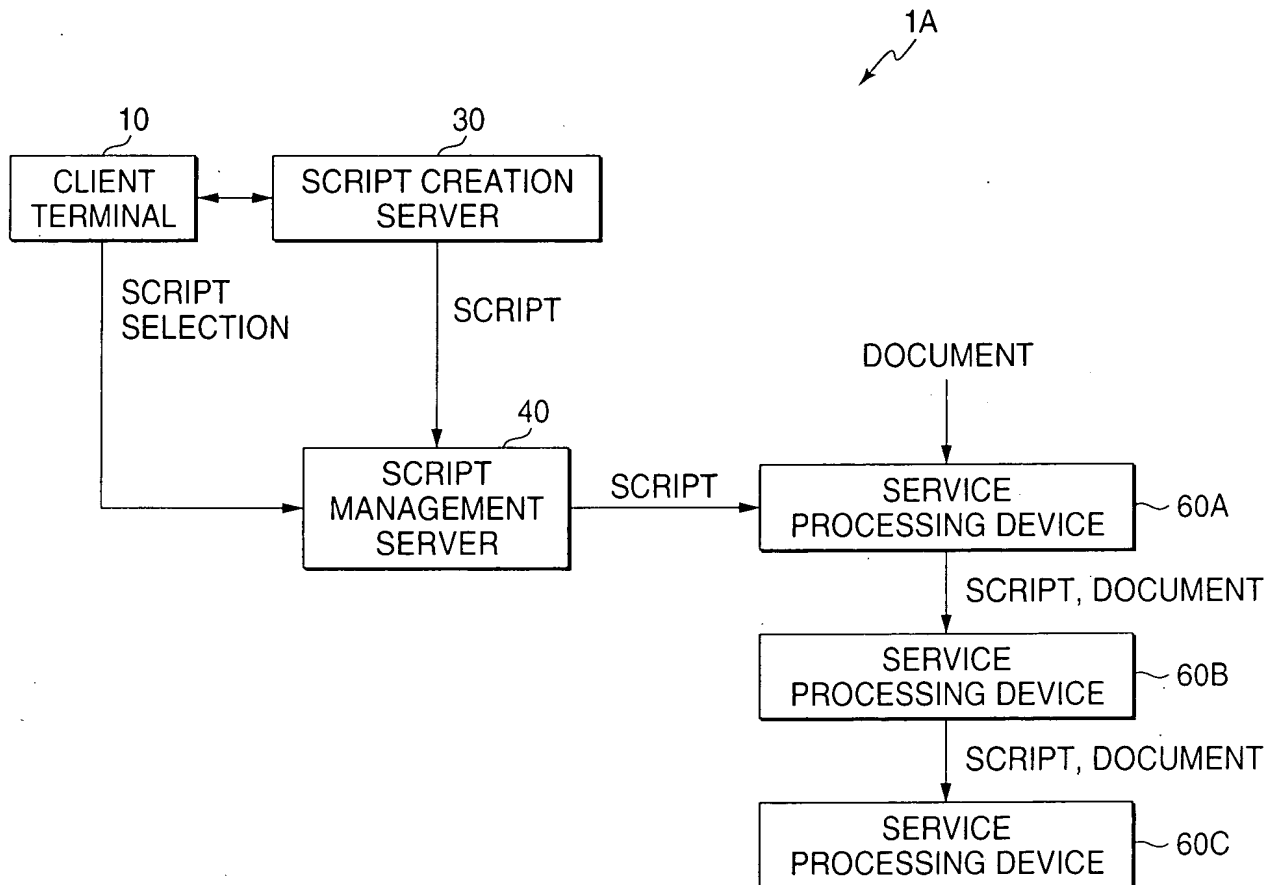 1A
10
30
CLIENT
TERMINAL
SCRIPT CREATION
SERVER
SCRIPT
SELECTION
SCRIPT
DOCUMENT
40
SCRIPT
MANAGEMENT
SERVER
SCRIPT
SERVICE
PROCESSING DEVICE
60A
SCRIPT, DOCUMENT
SERVICE
PROCESSING DEVICE
60B
SCRIPT, DOCUMENT
SERVICE
PROCESSING DEVICE
60C